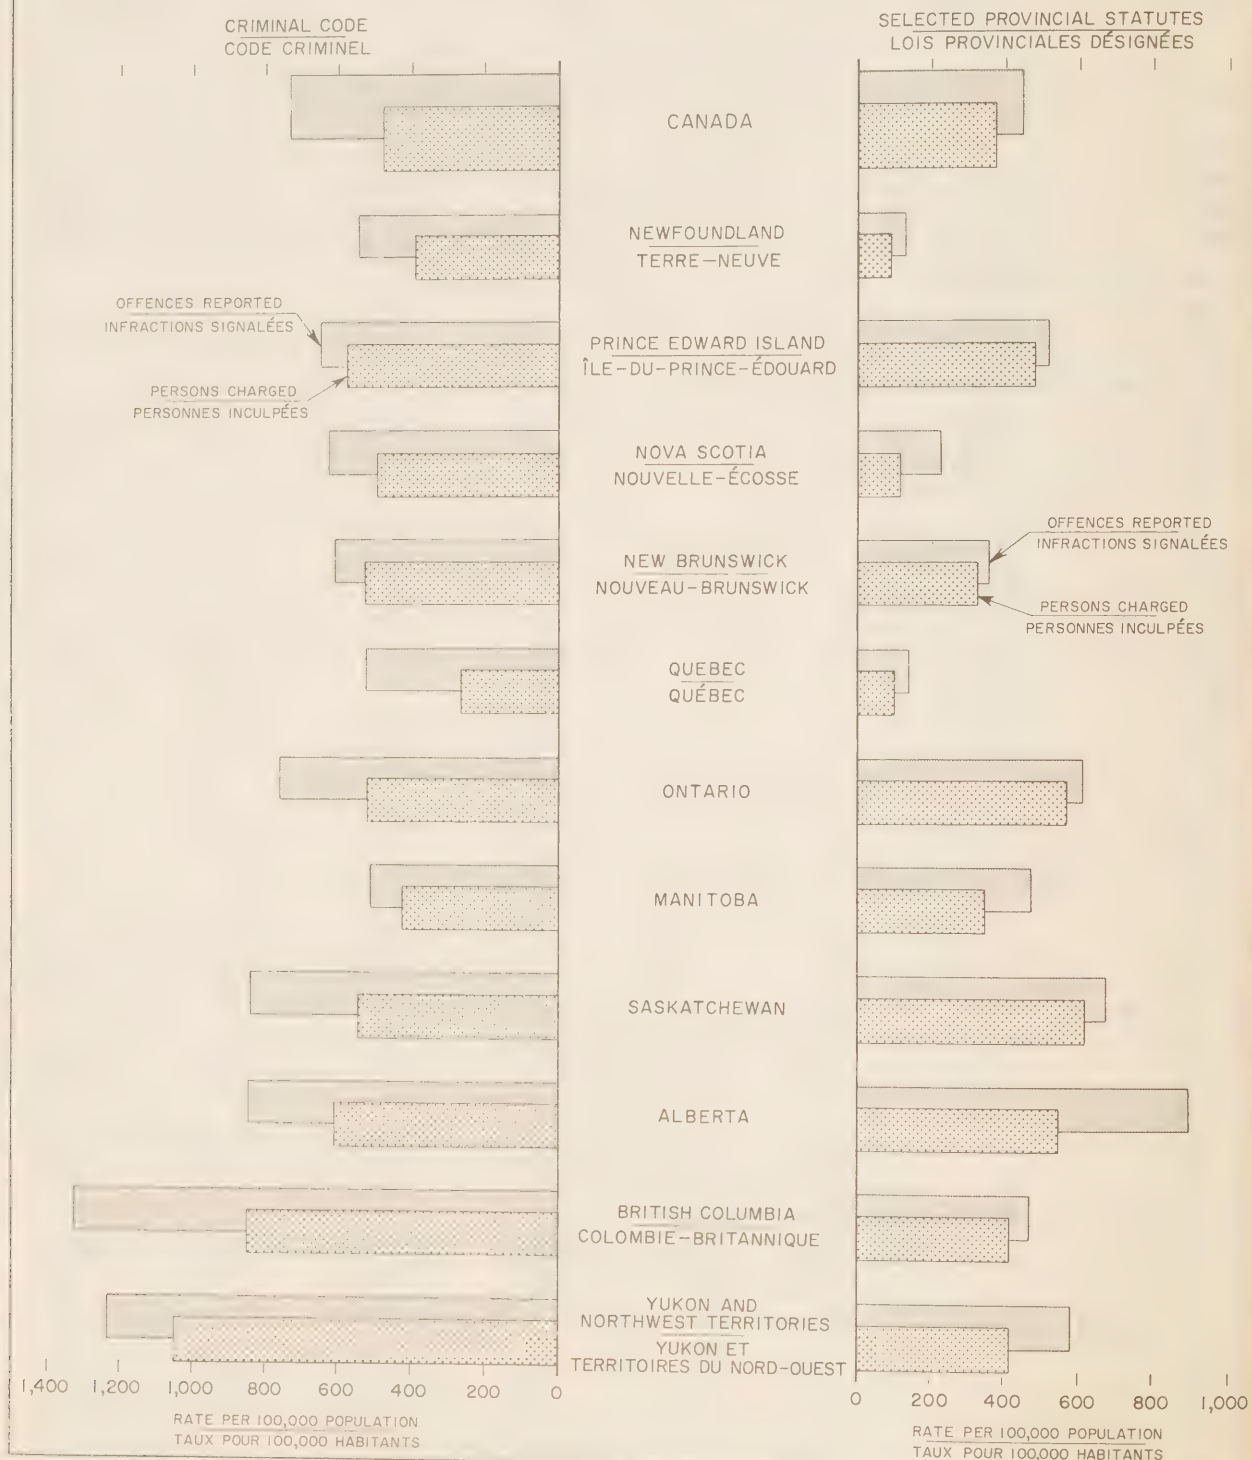 CRIMINAL CODE
CODE CRIMINEL
SELECTED PROVINCIAL STATUTES
LOIS PROVINCIALES DÉSIGNÉES
CANADA
NEWFOUNDLAND
TERRE-NEUVE
OFFENCES REPORTED
INFRACTIONS SIGNALÉES
PERSONS CHARGED
PERSONNES INCULPÉES
PRINCE EDWARD ISLAND
ÎLE-DU-PRINCE-ÉDOUARD
NOVA SCOTIA
NOUVELLE-ÉCOSSE
NEW BRUNSWICK
NOUVEAU-BRUNSWICK
OFFENCES REPORTED
INFRACTIONS SIGNALÉES
PERSONS CHARGED
PERSONNES INCULPÉES
QUEBEC
QUÉBEC
ONTARIO
MANITOBA
SASKATCHEWAN
ALBERTA
BRITISH COLUMBIA
COLOMBIE-BRITANNIQUE
YUKON AND
NORTHWEST TERRITORIES
YUKON ET
TERRITOIRES DU NORD-OUEST
1,400 1,200 1,000 800 600 400 200 0
0 200 400 600 800 1,000
RATE PER 100,000 POPULATION
TAUX POUR 100,000 HABITANTS
RATE PER 100,000 POPULATION
TAUX POUR 100,000 HABITANTS